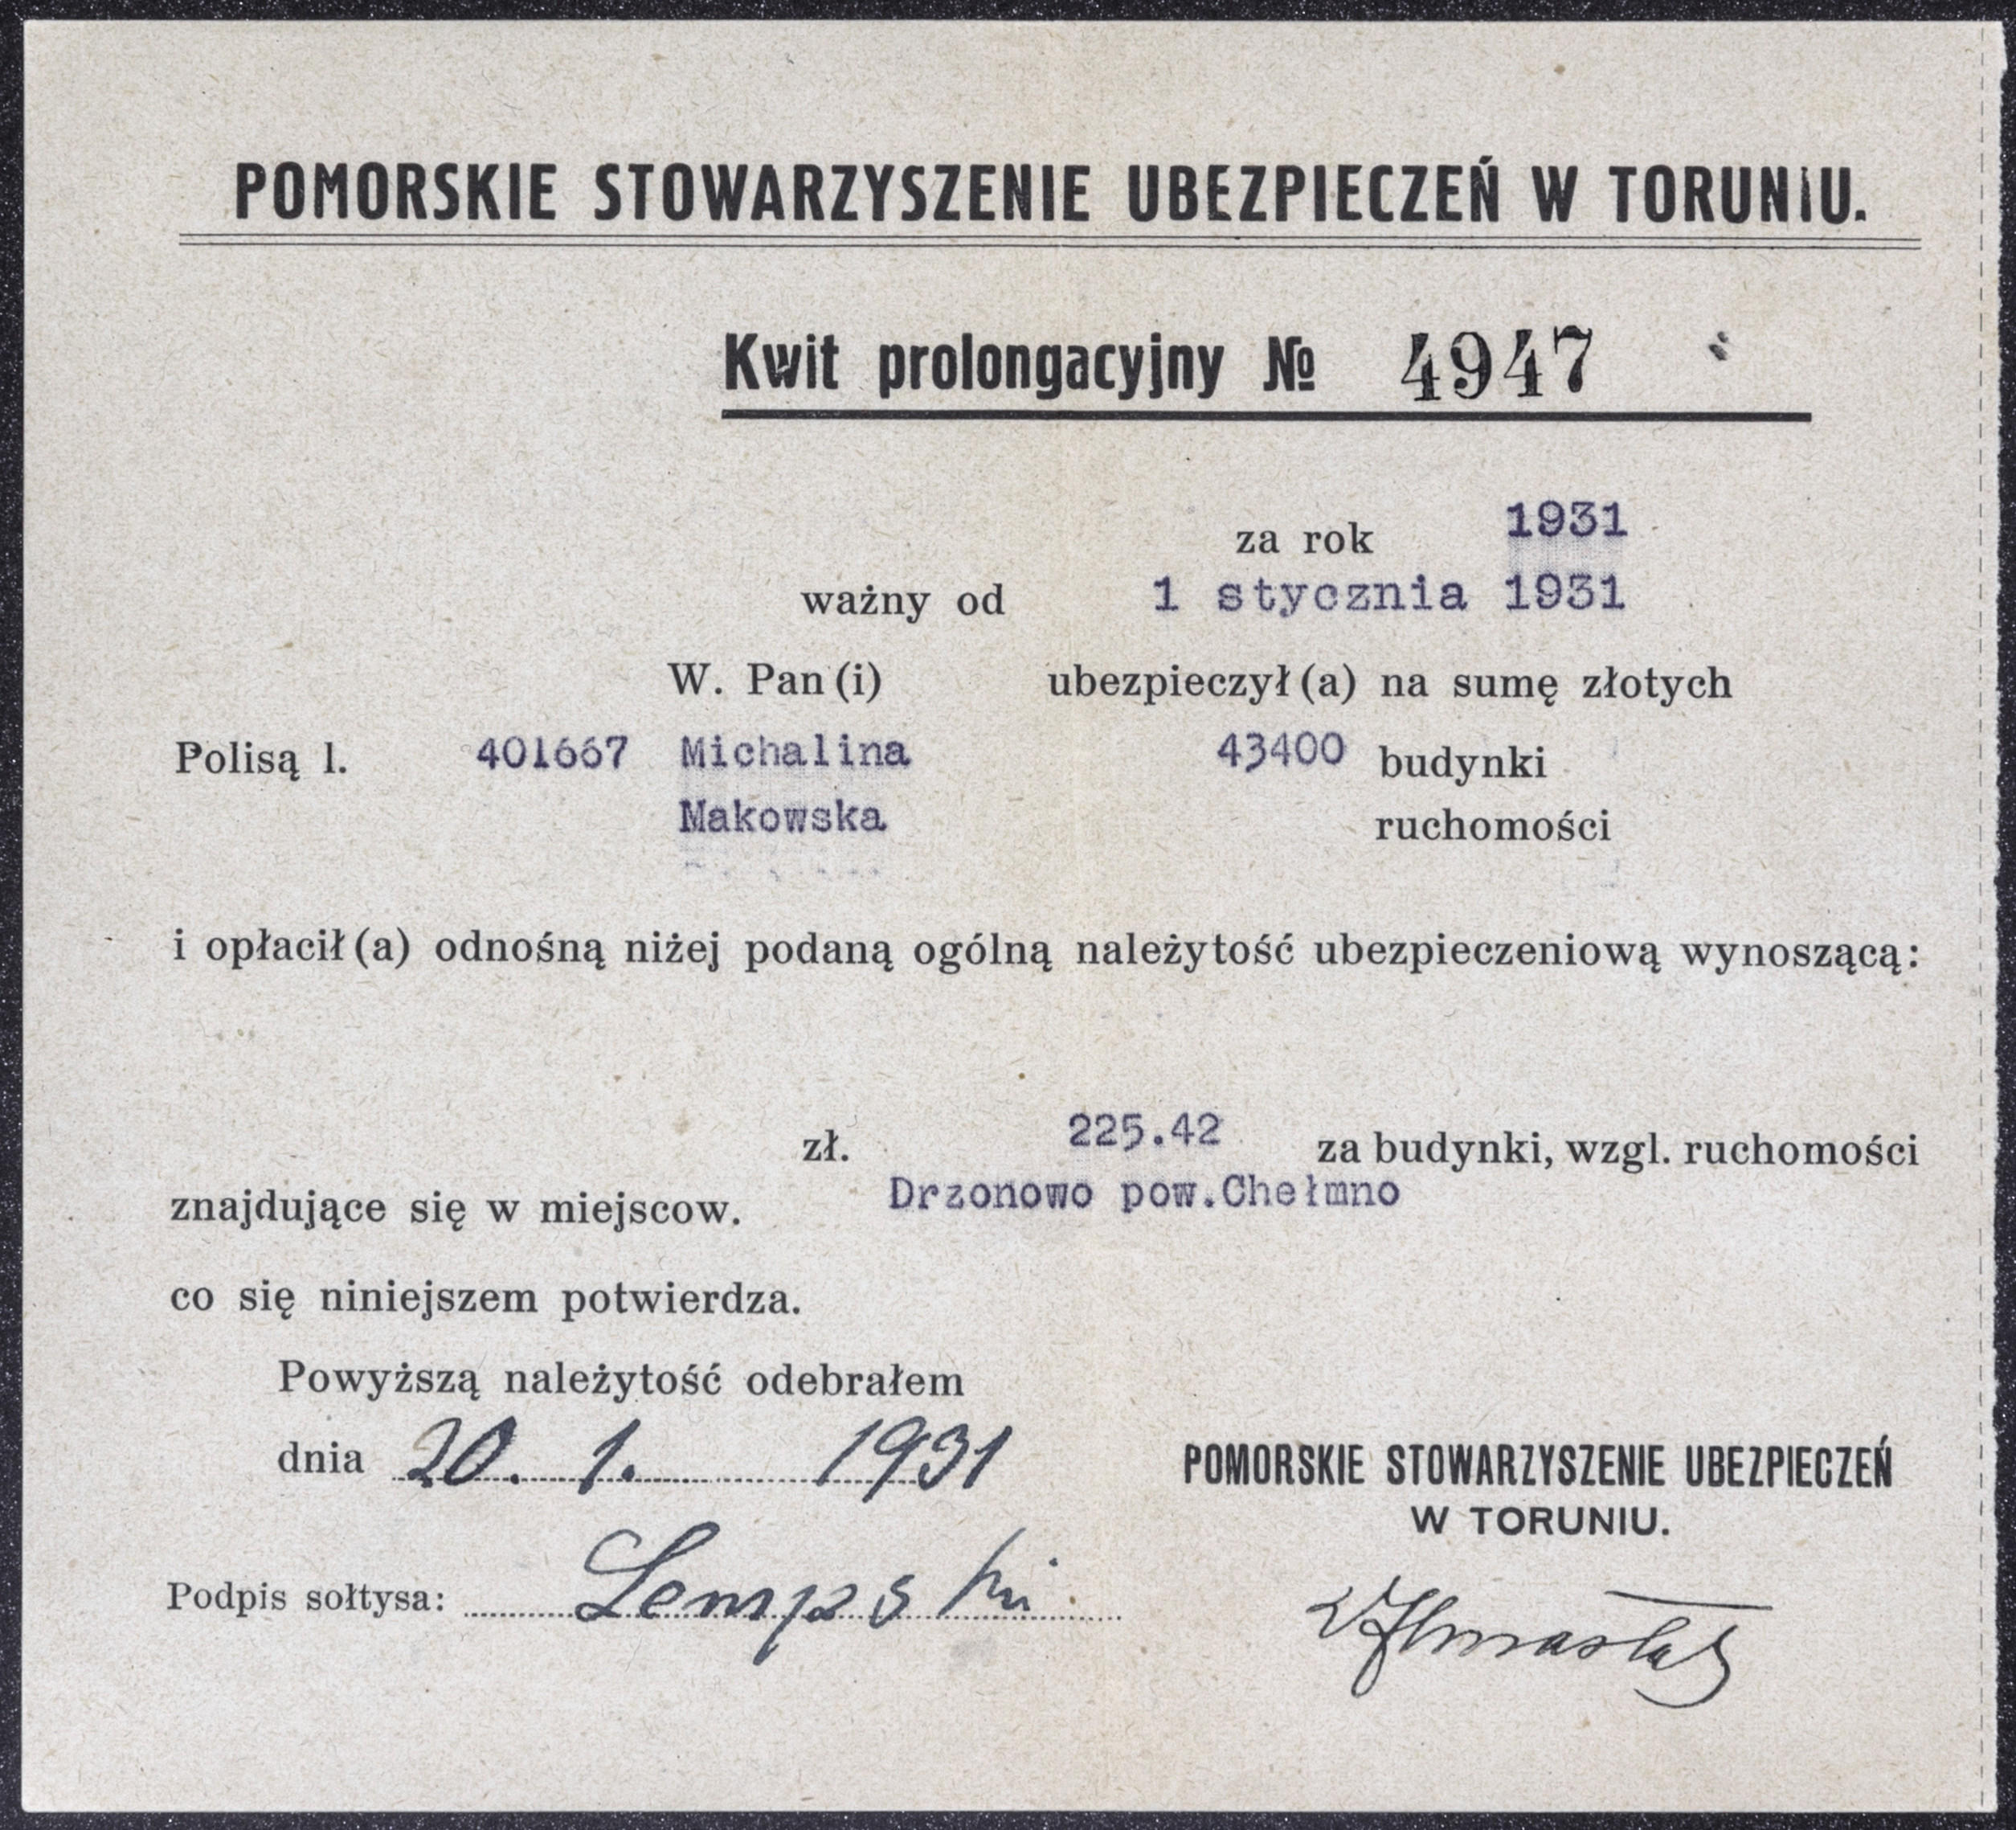 POMORSKIE STOWARZYSZENIE UBEZPIECZEŃ W TORUNIU.
Kwit prolongacyjny № 4947
za rok 1931
ważny od 1 stycznia 1931
W. Pan(i) ubezpieczył(a) na sumę złotych
Polisą l. 401667 Michalina 43400 budynki
Makowska ruchomości
i opłacił(a) odnośną niżej podaną ogólną należytość ubezpieczeniową wynoszącą:
zł. 225.42 za budynki, wzgl. ruchomości
znajdujące się w miejscow. Drzonowo pow.Chełmno
co się niniejszem potwierdza.
Powyższą należytość odebrałem
dnia 20. 1. 1931
POMORSKIE STOWARZYSZENIE UBEZPIECZEŃ
W TORUNIU.
Podpis sołtysa: Lempski